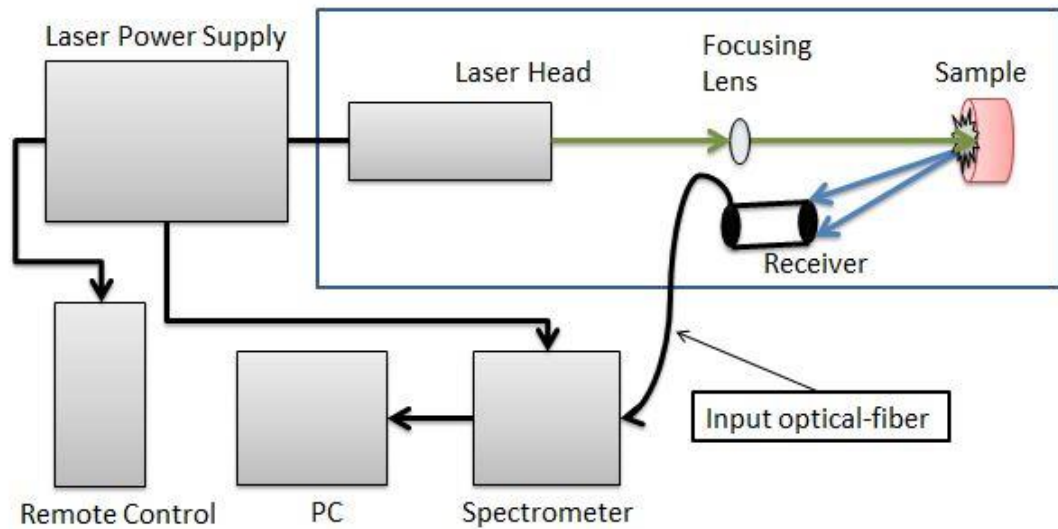 Laser Power Supply
Laser Head
Focusing
Lens
Sample
Receiver
Input optical-fiber
Remote Control
PC
Spectrometer